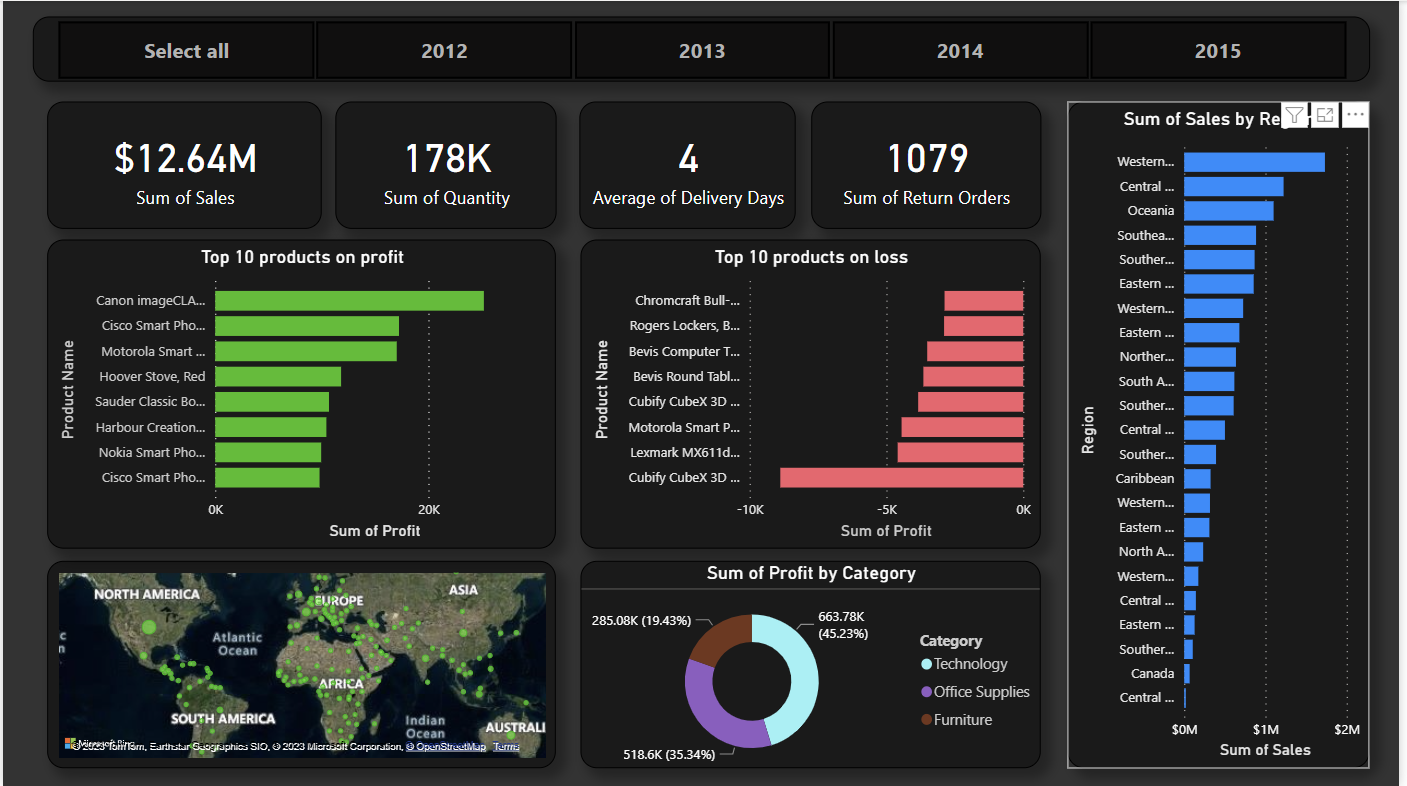 Select all
2012
2013
2014
2015
$12.64M
Sum of Sales
178K
Sum of Quantity
4
Average of Delivery Days
1079
Sum of Return Orders
Top 10 products on profit
Product Name
Canon imageCLA...
Cisco Smart Pho...
Motorola Smart ...
Hoover Stove, Red
Sauder Classic Bo...
Harbour Creation...
Nokia Smart Pho...
Cisco Smart Pho...
0K
20K
Sum of Profit
Top 10 products on loss
Product Name
Chromcraft Bull-...
Rogers Lockers, B...
Bevis Computer T...
Bevis Round Tabl...
Cubify CubeX 3D ...
Motorola Smart P...
Lexmark MX611d...
Cubify CubeX 3D ...
-10K
-5K
0K
Sum of Profit
Sum of Sales by Re
Region
Western...
Central ...
Oceania
Southea...
Souther...
Eastern ...
Western...
Eastern ...
Norther...
South A...
Souther...
Central ...
Souther...
Caribbean
Western...
Eastern ...
North A...
Western...
Central ...
Eastern ...
Souther...
Canada
Central ...
$0M
$1M
$2M
Sum of Sales
NORTH AMERICA
EUROPE
ASIA
Atlantic
Ocean
AFRICA
SOUTH AMERICA
Indian
Ocean
AUSTRALI
© 2023 TomTom, Earthstar Geographics SIO, © 2023 Microsoft Corporation, © OpenStreetMap Terms
Sum of Profit by Category
285.08K (19.43%)
663.78K
(45.23%)
518.6K (35.34%)
Category
Technology
Office Supplies
Furniture